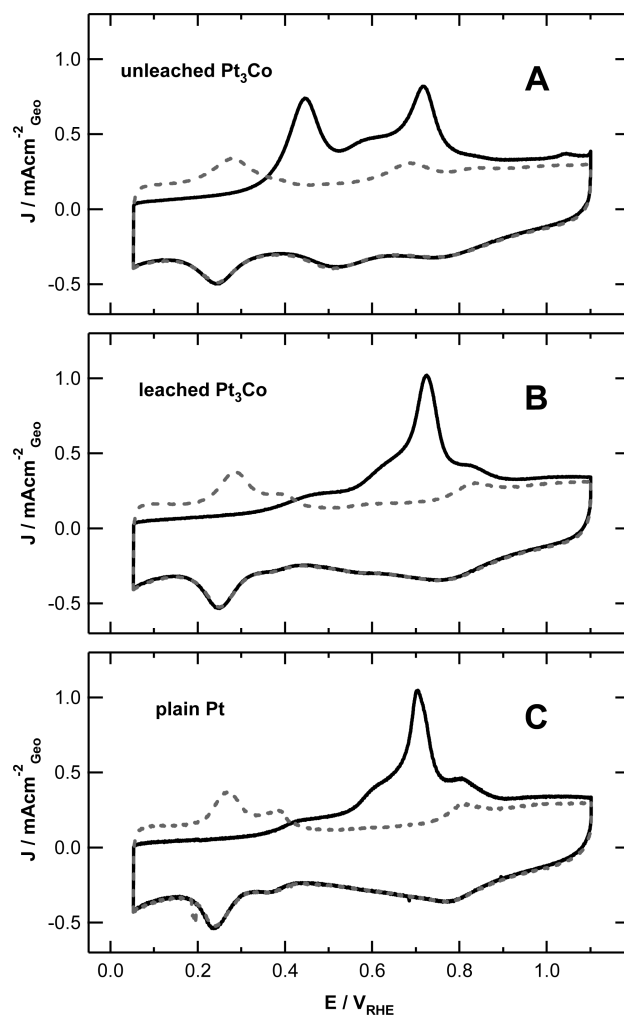 1.0
unleached Pt₃Co
A
0.5
0.0
-0.5
J / mAcm⁻²Geo
1.0
leached Pt₃Co
B
0.5
0.0
-0.5
J / mAcm⁻²Geo
1.0
plain Pt
C
0.5
0.0
-0.5
J / mAcm⁻²Geo
0.0 0.2 0.4 0.6 0.8 1.0
E / VRHE